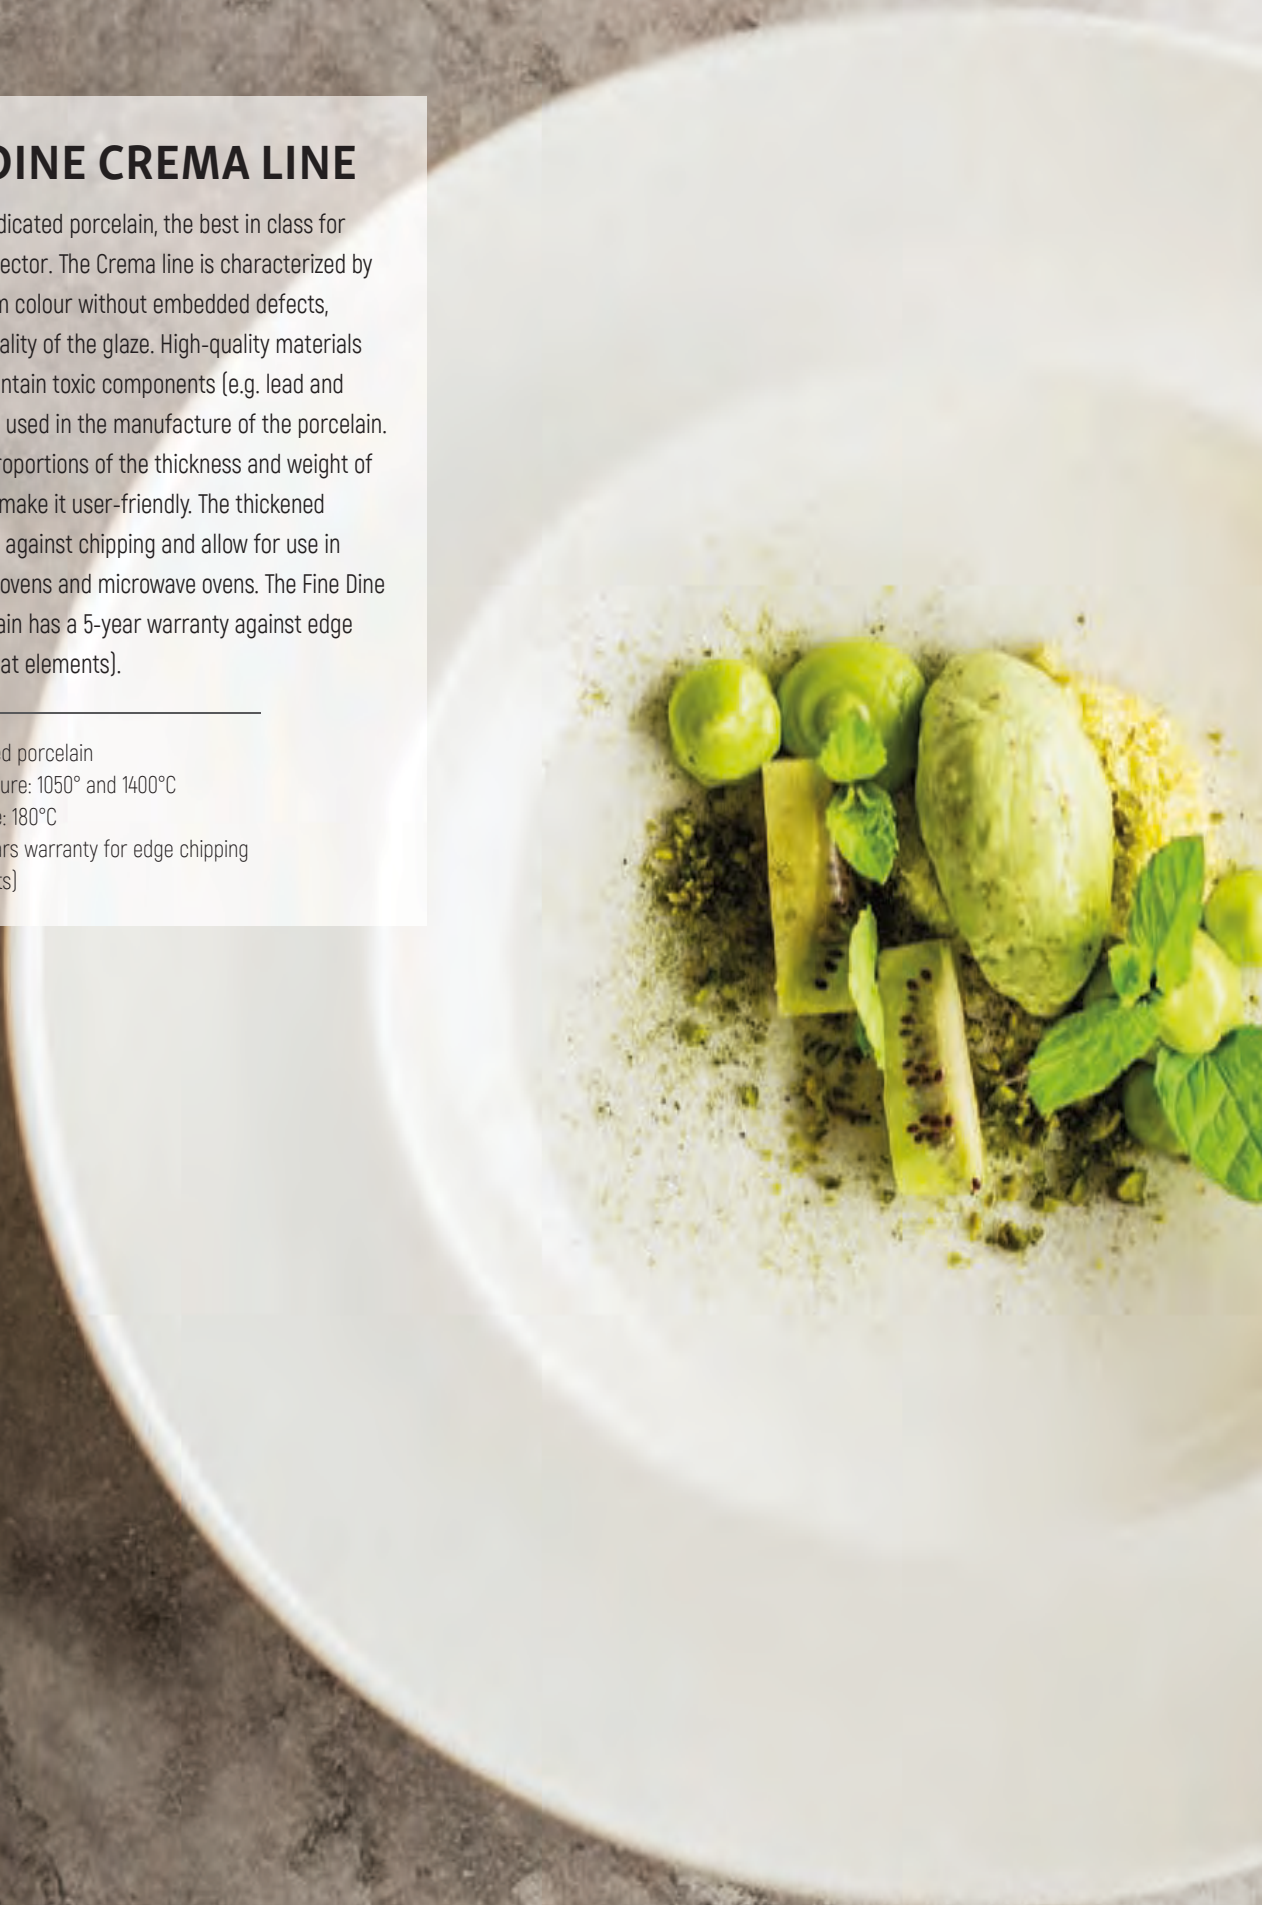 DINE CREMA LINE
dicated porcelain, the best in class for
ector. The Crema line is characterized by
m colour without embedded defects,
ality of the glaze. High-quality materials
ntain toxic components (e.g. lead and
used in the manufacture of the porcelain.
roportions of the thickness and weight of
make it user-friendly. The thickened
against chipping and allow for use in
ovens and microwave ovens. The Fine Dine
ain has a 5-year warranty against edge
at elements).
ed porcelain
ure: 1050° and 1400°C
e: 180°C
ars warranty for edge chipping
ts)